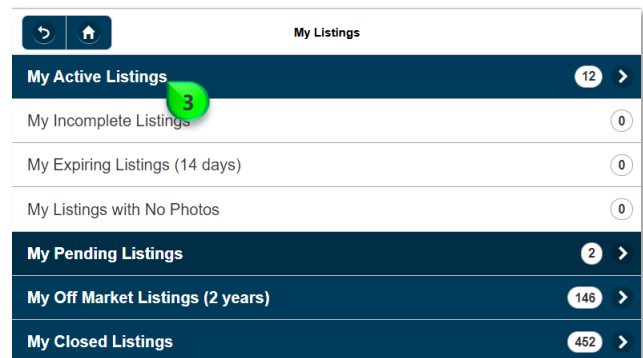 My Listings
My Active Listings 12
3
My Incomplete Listings 0
My Expiring Listings (14 days) 0
My Listings with No Photos 0
My Pending Listings 2
My Off Market Listings (2 years) 146
My Closed Listings 452